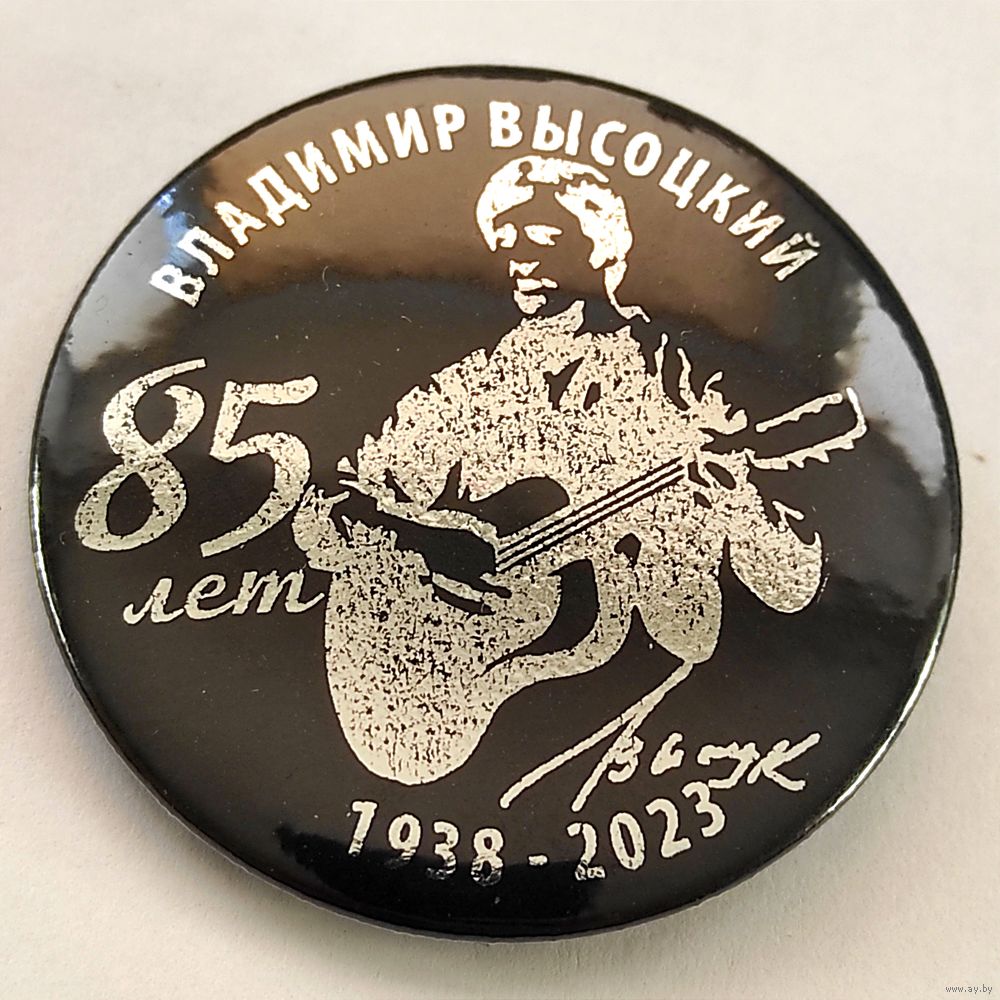 ВЛАДИМИР ВЫСОЦКИЙ
85
лет
1938 - 2023
www.ay.by